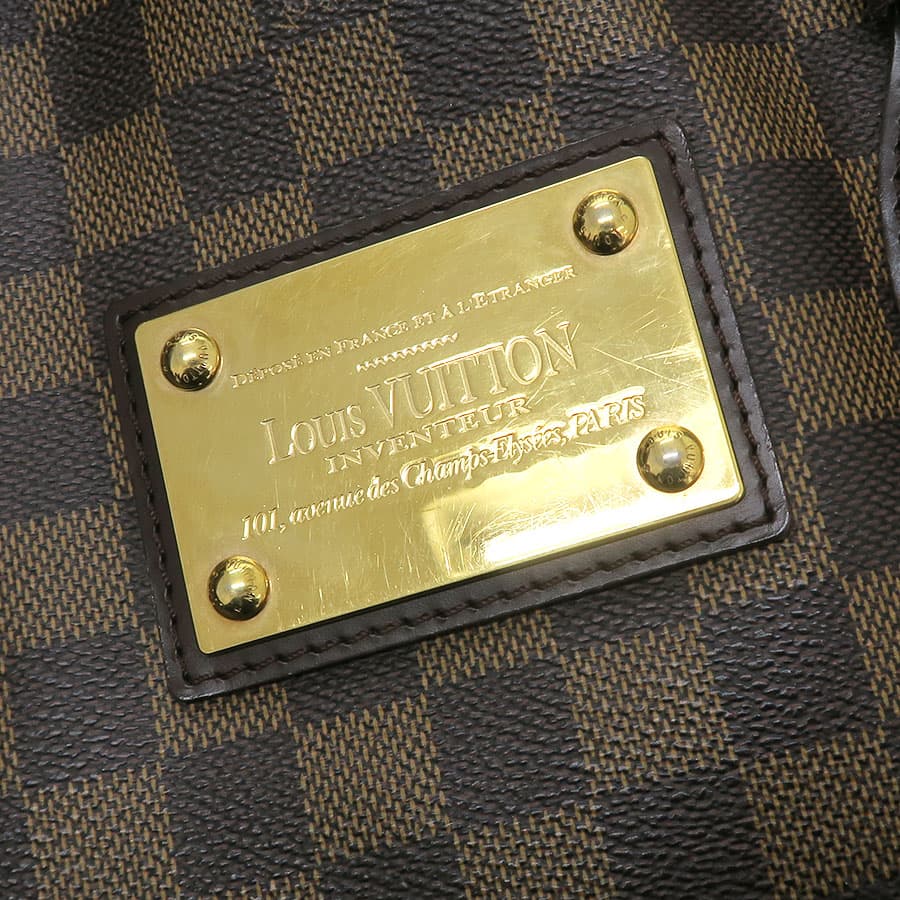 DÉPOSÉ EN FRANCE ET À L'ÉTRANGER
LOUIS VUITTON
INVENTEUR
101, avenue des Champs-Elysées, PARIS